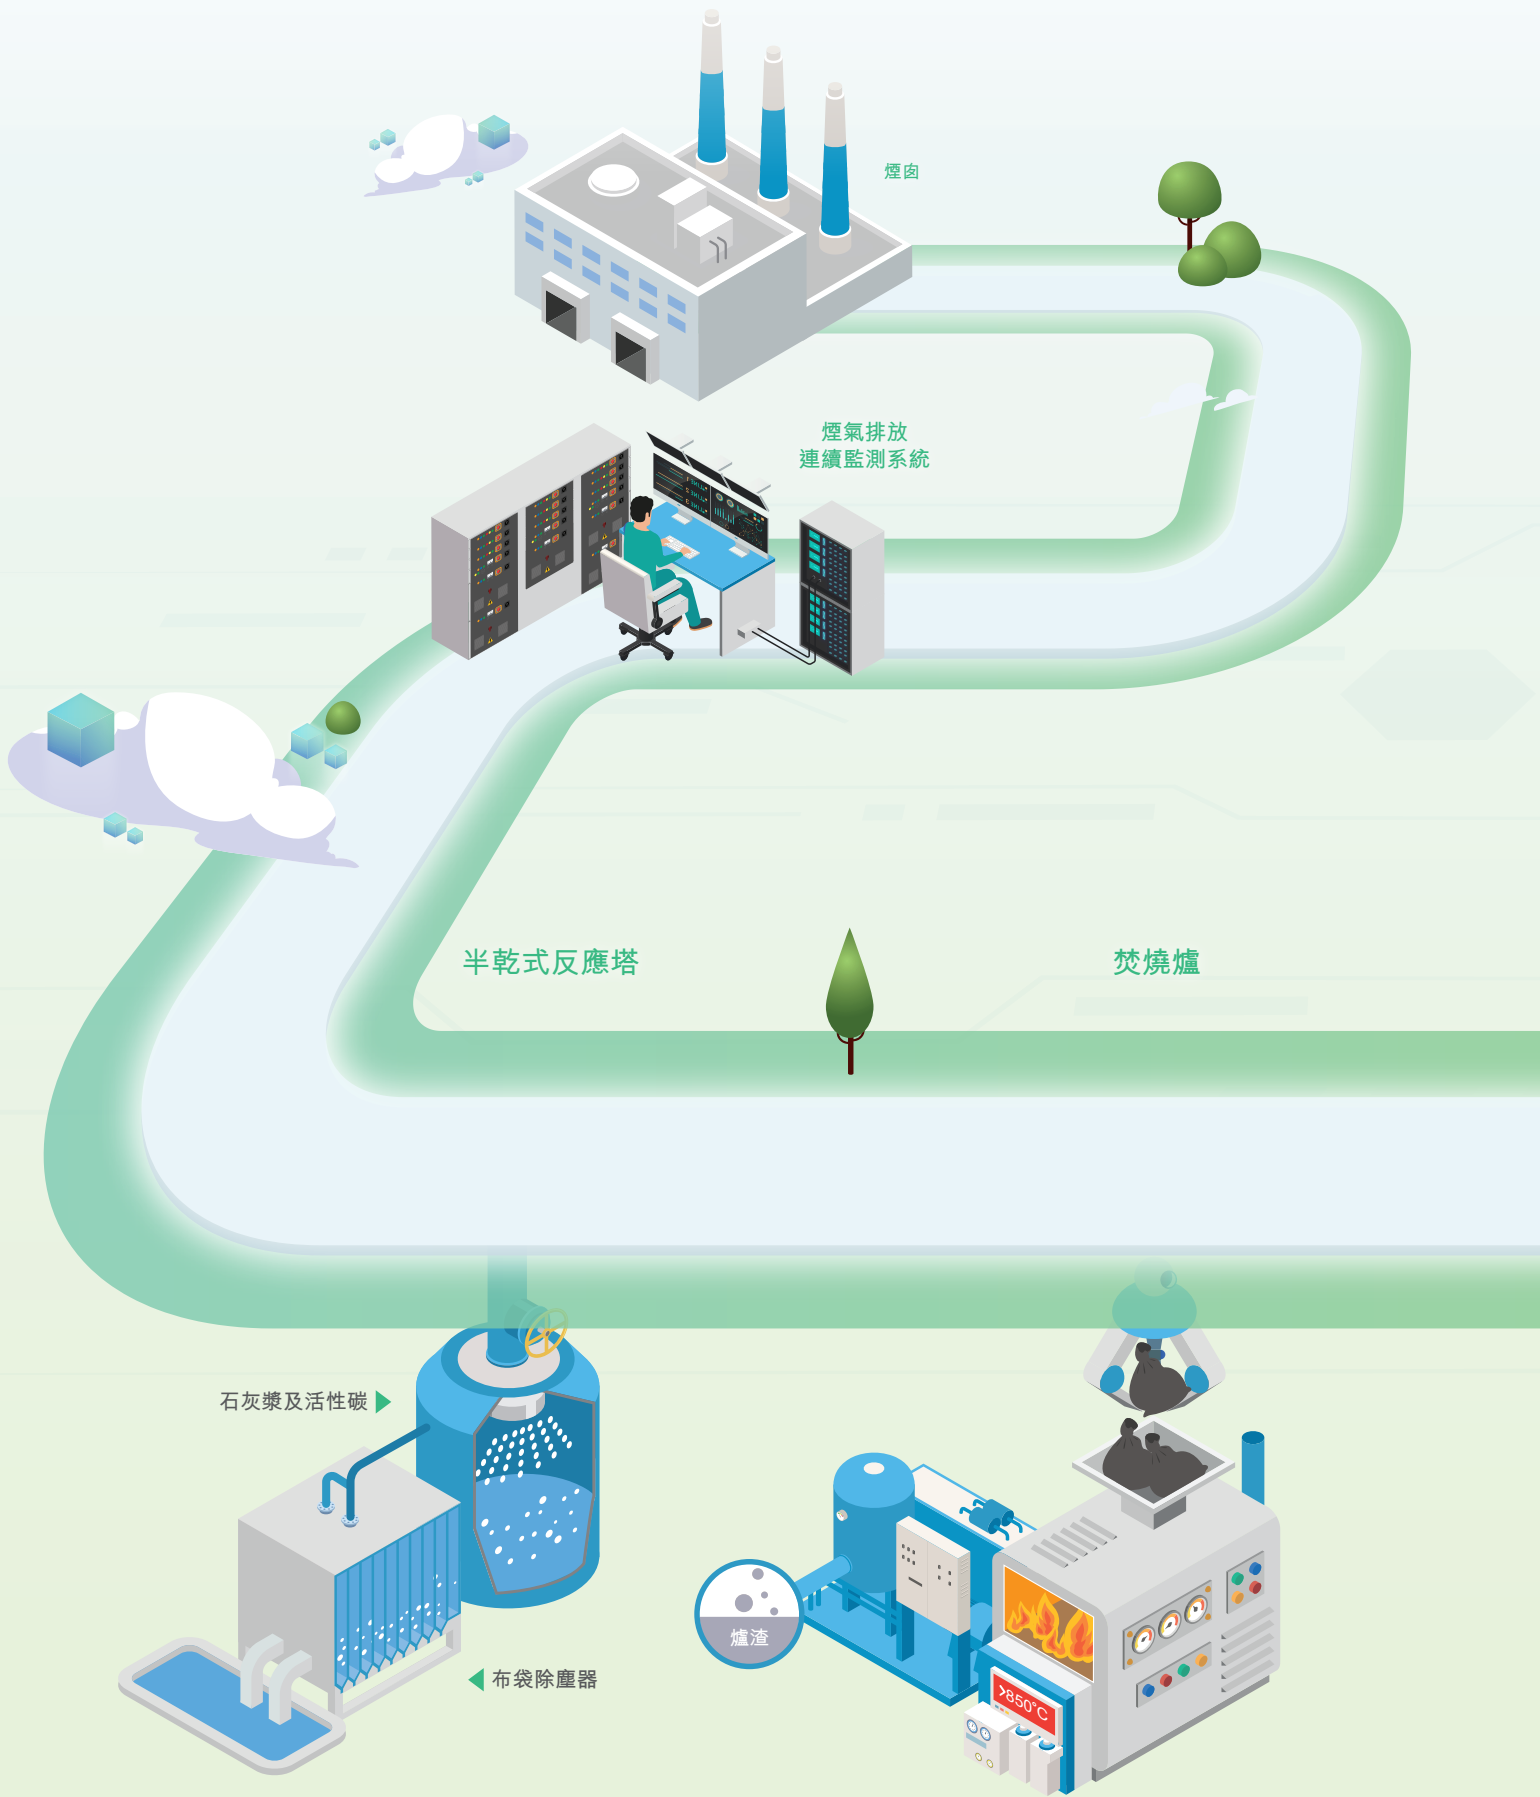 煙囪
煙氣排放
連續監測系統
半乾式反應塔
焚燒爐
石灰漿及活性碳
爐渣
布袋除塵器
>850°C